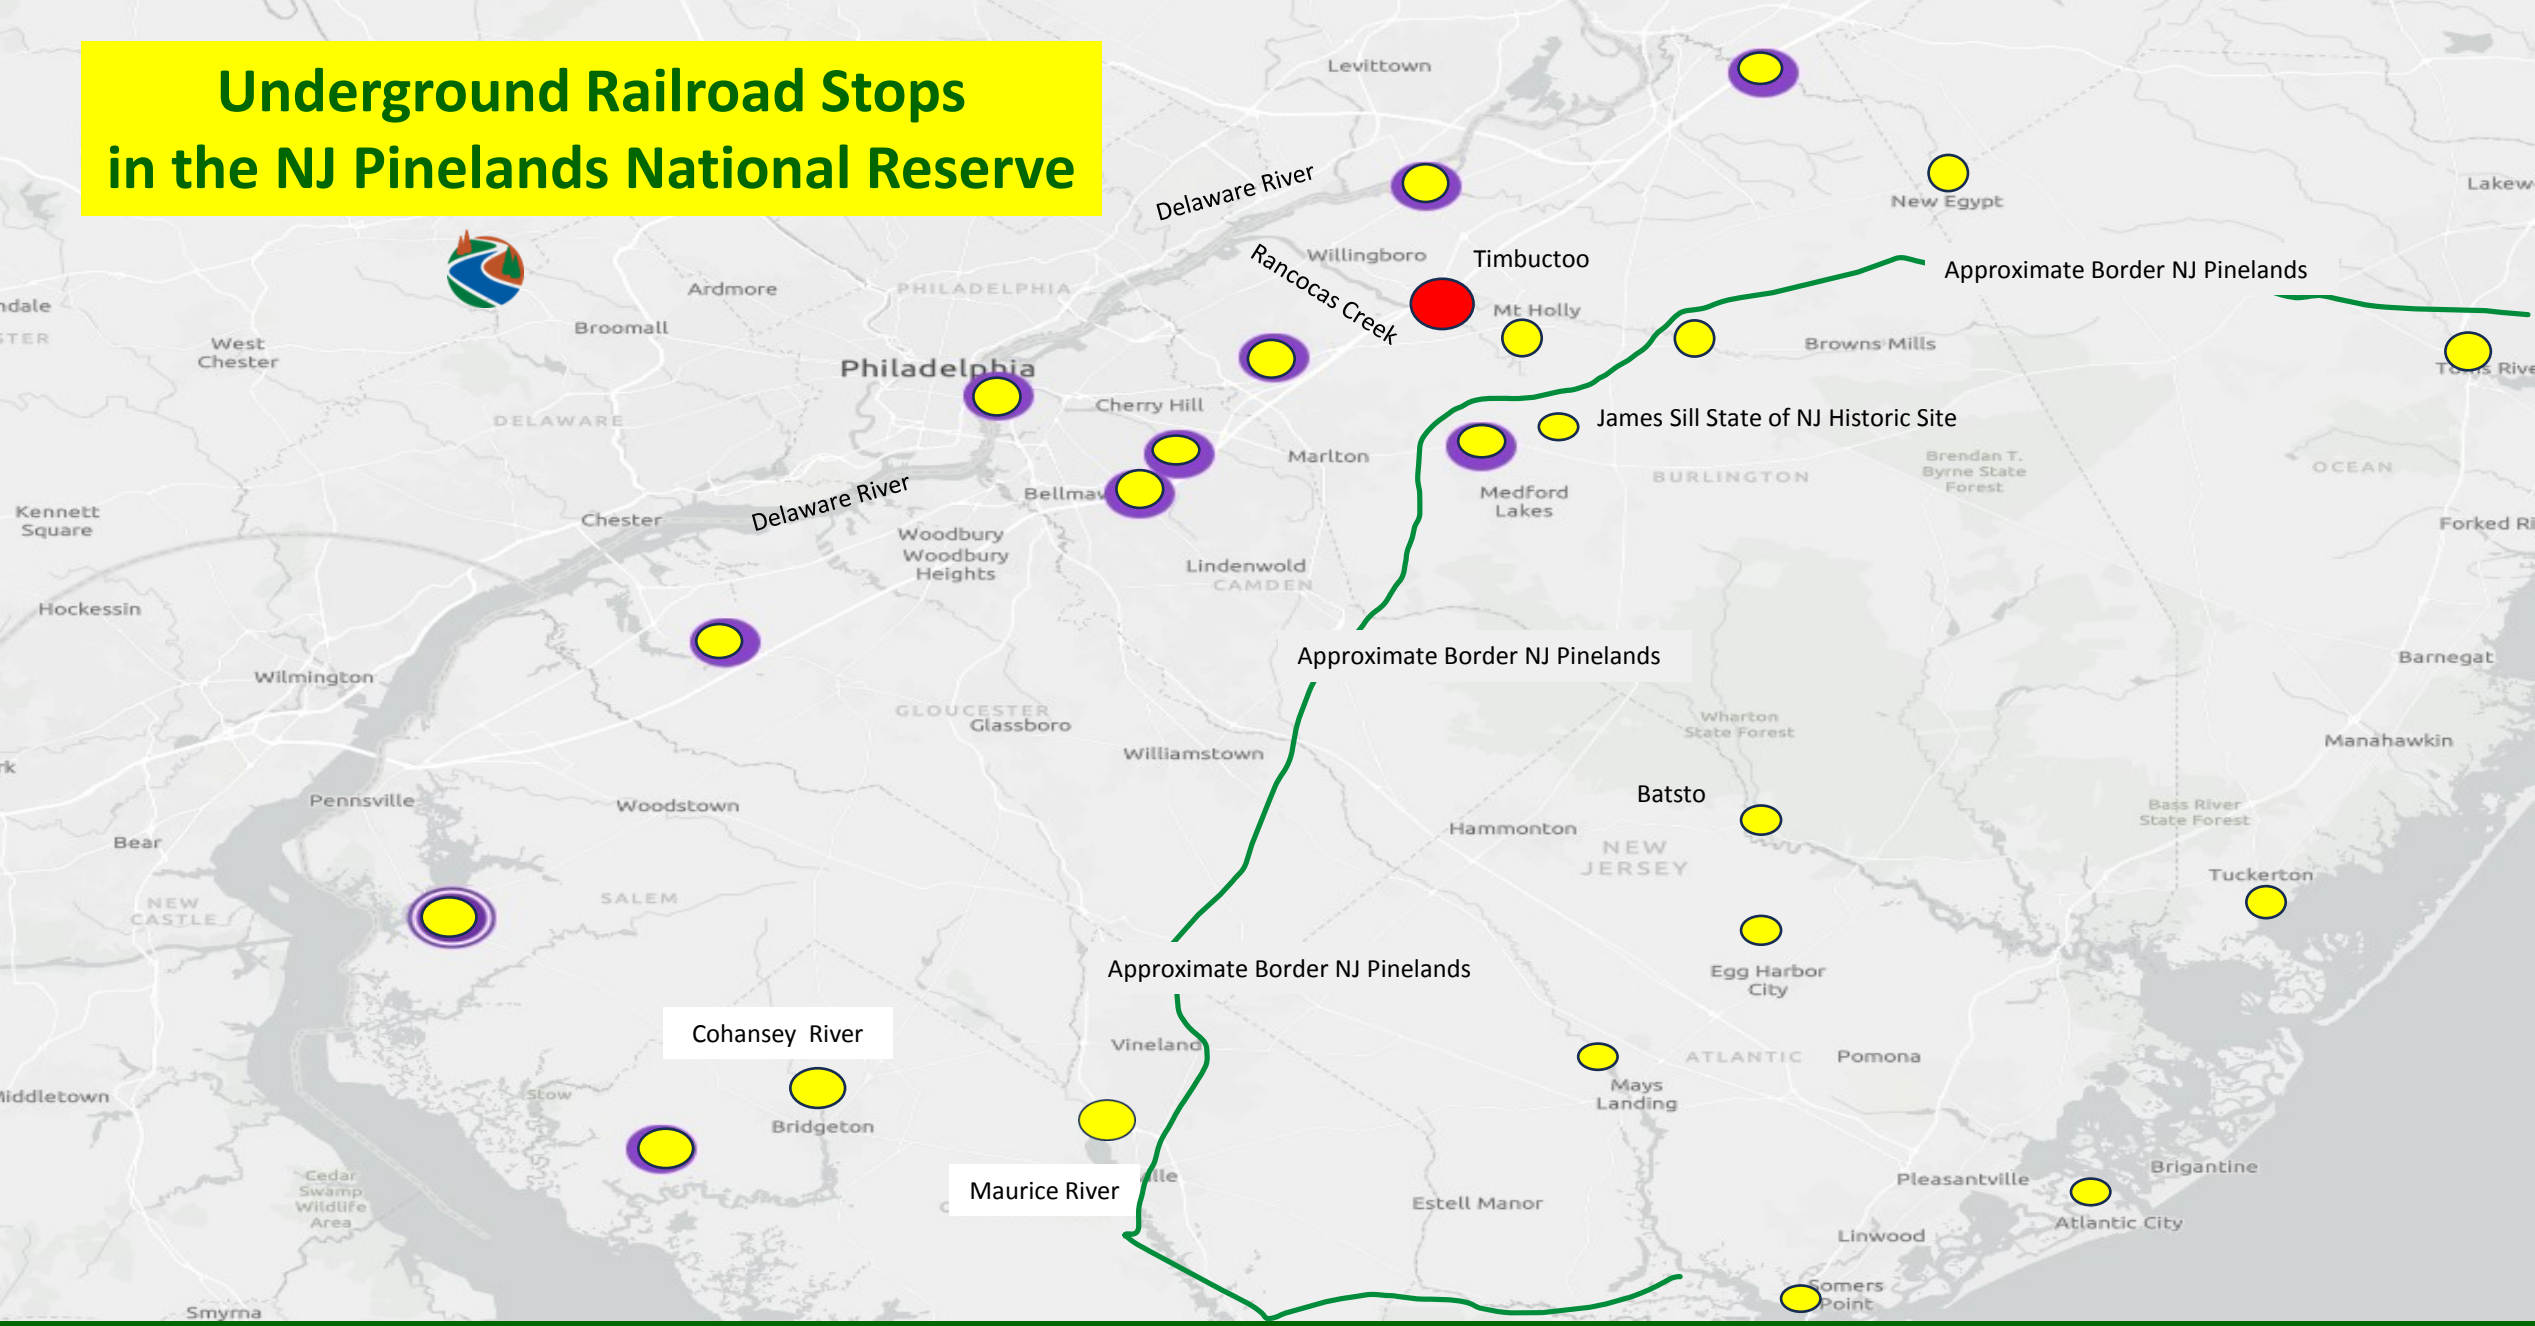 Underground Railroad Stops
in the NJ Pinelands National Reserve
Levittown
Delaware River
New Egypt
Willingboro
Timbuctoo
Rancocas Creek
Approximate Border NJ Pinelands
Ardmore
PHILADELPHIA
Mt Holly
Broomall
West
Chester
Browns Mills
Philadelphia
Cherry Hill
DELAWARE
James Sill State of NJ Historic Site
Marlton
Brendan T.
Byrne State
Forest
BURLINGTON
OCEAN
Medford
Lakes
Delaware River
Kennett
Square
Chester
Woodbury
Woodbury
Heights
Lindenwold
CAMDEN
Hockessin
Approximate Border NJ Pinelands
Barnegat
Wilmington
GLOUCESTER
Glassboro
Wharton
State Forest
Williamstown
Manahawkin
Pennsville
Woodstown
Batsto
Bass River
State Forest
Hammonton
Bear
NEW
JERSEY
Tuckerton
NEW
CASTLE
SALEM
Approximate Border NJ Pinelands
Egg Harbor
City
Cohansey River
Vineland
ATLANTIC
Pomona
Mays
Landing
Stow
Bridgeton
Cedar
Swamp
Wildlife
Area
Maurice River
Estell Manor
Pleasantville
Brigantine
Atlantic City
Linwood
Somers
Point
Smyrna